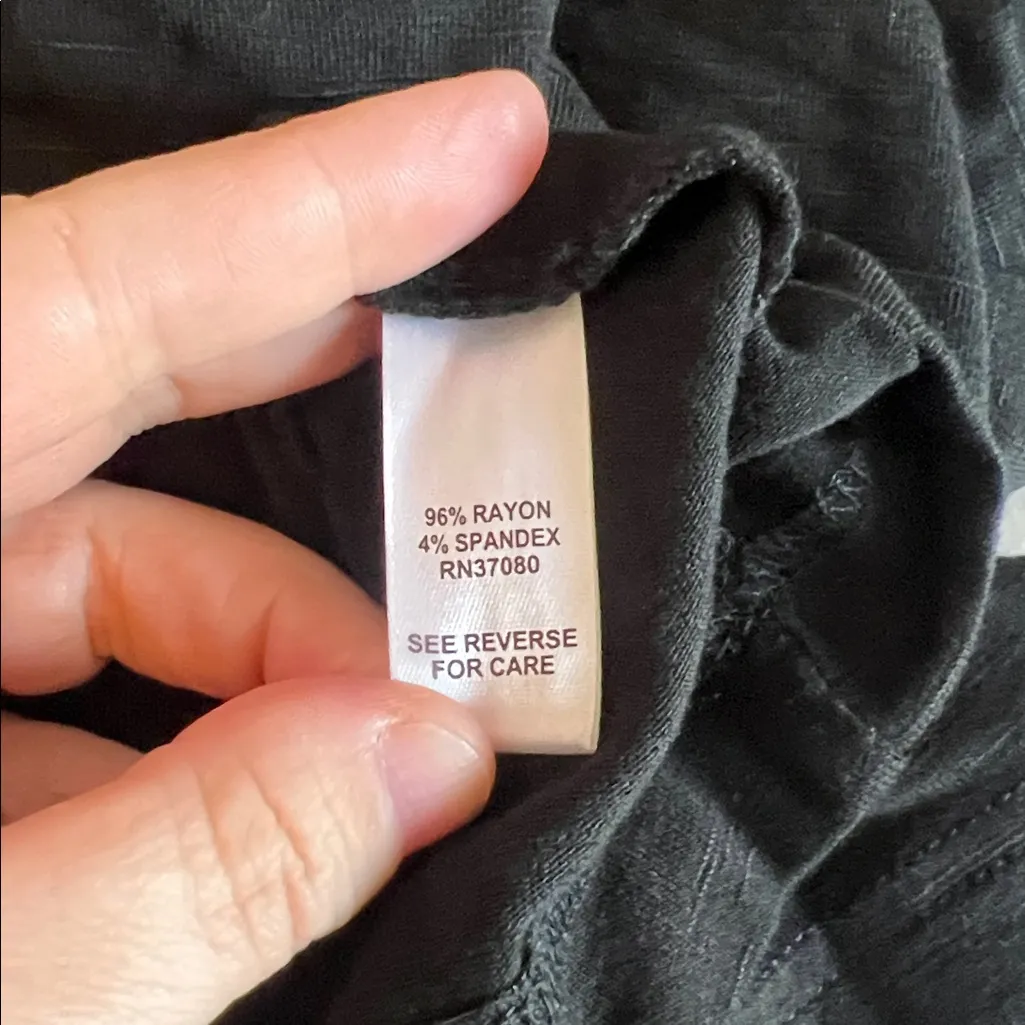 96% RAYON
4% SPANDEX
RN37080
SEE REVERSE
FOR CARE